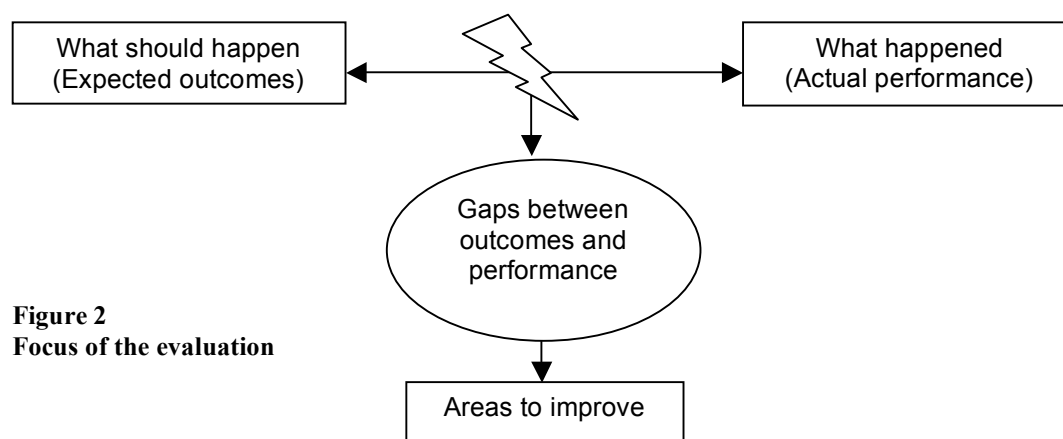 What should happen
(Expected outcomes)
What happened
(Actual performance)
Gaps between
outcomes and
performance
Figure 2
Focus of the evaluation
Areas to improve